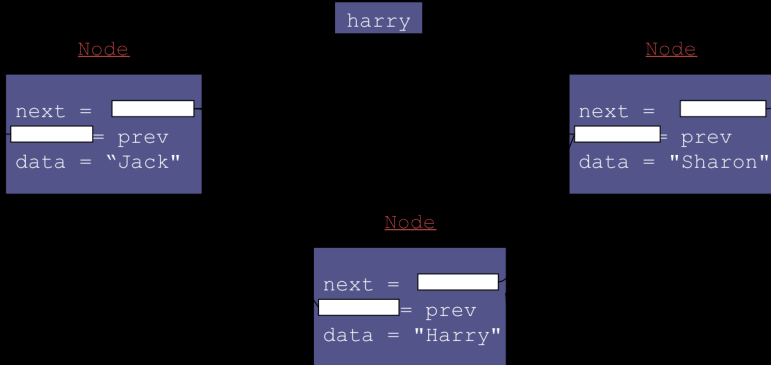 harry
Node
next =
= prev
data = “Jack"
Node
next =
= prev
data = "Sharon"
Node
next =
= prev
data = "Harry"